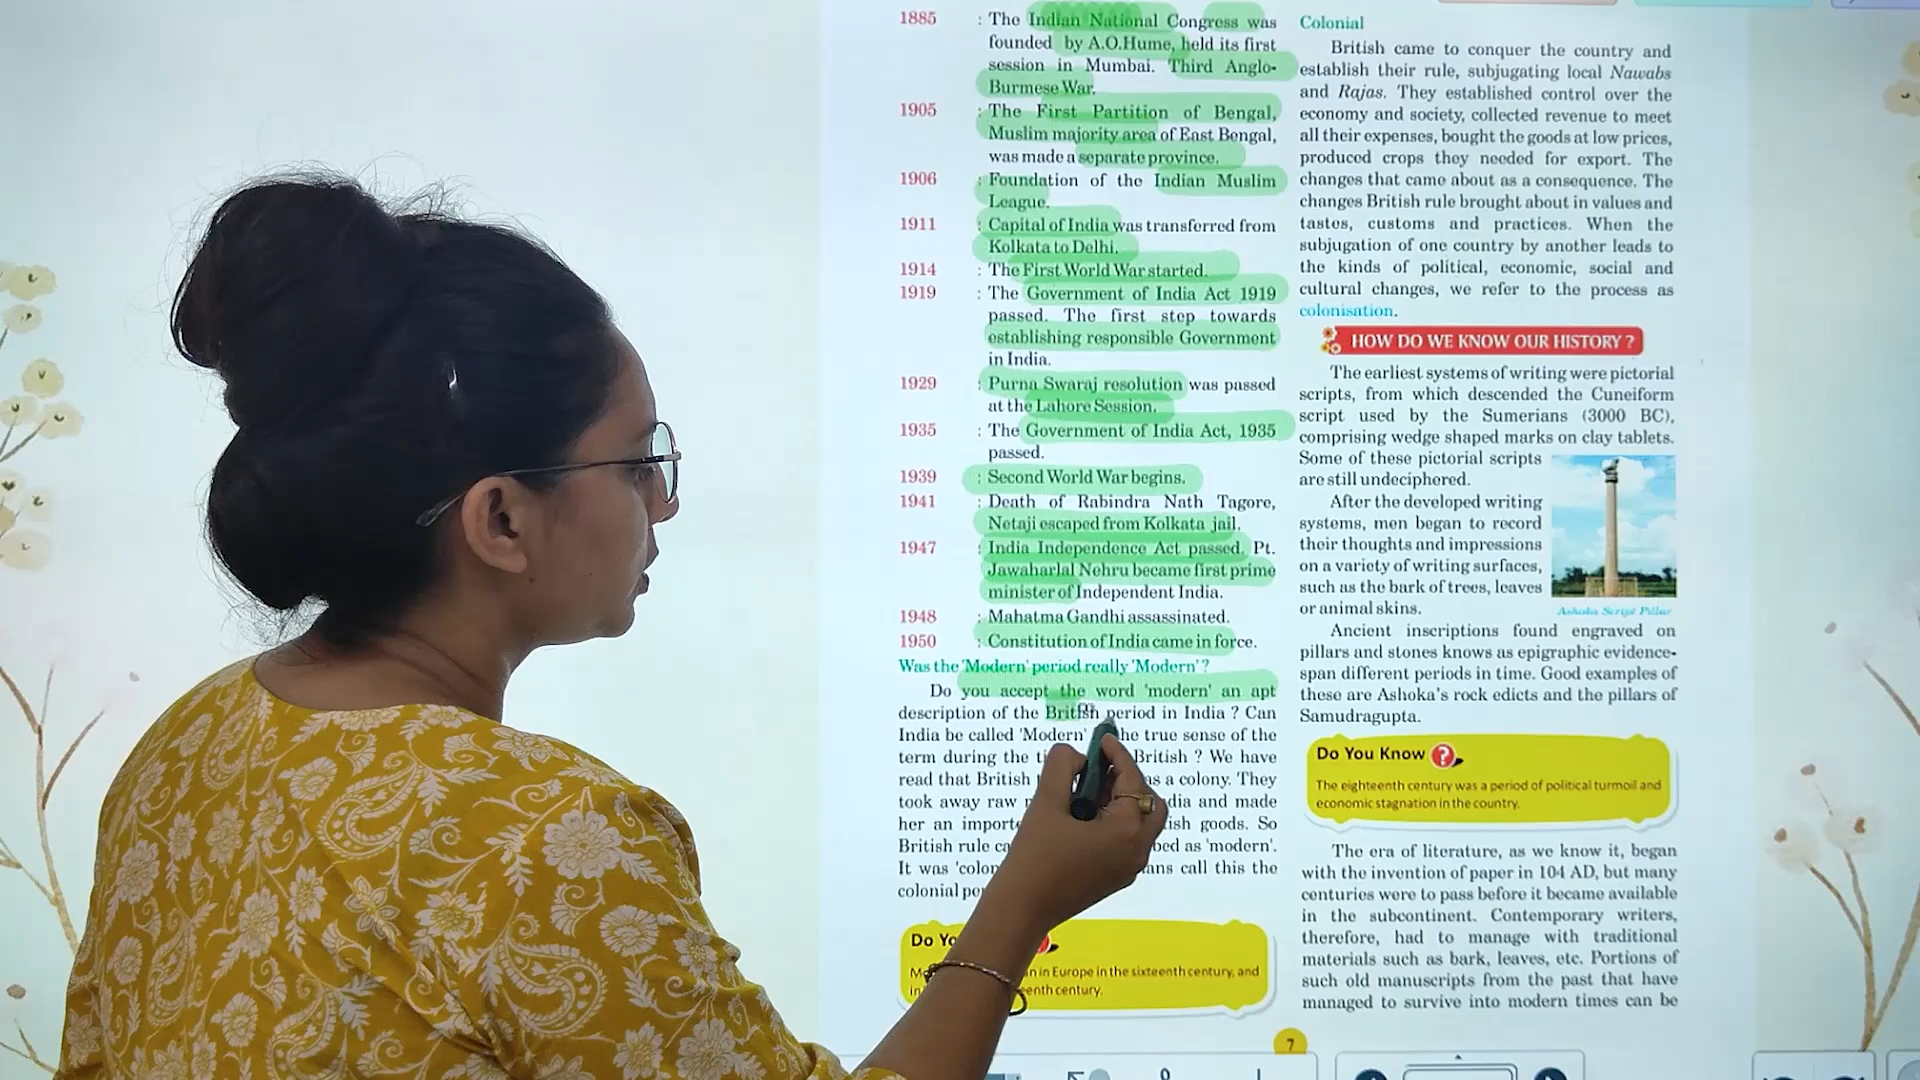 1885 : The Indian National Congress was
founded by A.O.Hume, held its first
session in Mumbai. Third Anglo-
Burmese War.
1905 : The First Partition of Bengal,
Muslim majority area of East Bengal,
was made a separate province.
1906 : Foundation of the Indian Muslim
League.
1911 : Capital of India was transferred from
Kolkata to Delhi.
1914 : The First World War started.
1919 : The Government of India Act 1919
passed. The first step towards
establishing responsible Government
in India.
1929 : Purna Swaraj resolution was passed
at the Lahore Session.
1935 : The Government of India Act, 1935
passed.
1939 : Second World War begins.
1941 : Death of Rabindra Nath Tagore,
Netaji escaped from Kolkata jail.
1947 : India Independence Act passed. Pt.
Jawaharlal Nehru became first prime
minister of Independent India.
1948 : Mahatma Gandhi assassinated.
1950 : Constitution of India came in force.
Was the 'Modern' period really 'Modern' ?
Do you accept the word 'modern' an apt
description of the British period in India ? Can
India be called 'Modern' he true sense of the
term during the British ? We have
read that British as a colony. They
took away raw and made
her an goods. So
British rule as 'modern'.
It was call this the
colonial
Do
in Europe in the sixteenth century, and
in century.
Colonial
British came to conquer the country and
establish their rule, subjugating local Nawabs
and Rajas. They established control over the
economy and society, collected revenue to meet
all their expenses, bought the goods at low prices,
produced crops they needed for export. The
changes that came about as a consequence. The
changes British rule brought about in values and
tastes, customs and practices. When the
subjugation of one country by another leads to
the kinds of political, economic, social and
cultural changes, we refer to the process as
colonisation.
HOW DO WE KNOW OUR HISTORY ?
The earliest systems of writing were pictorial
scripts, from which descended the Cuneiform
script used by the Sumerians (3000 BC),
comprising wedge shaped marks on clay tablets.
Some of these pictorial scripts
are still undeciphered.
After the developed writing
systems, men began to record
their thoughts and impressions
on a variety of writing surfaces,
such as the bark of trees, leaves
or animal skins.
Ashoka Script Pillar
Ancient inscriptions found engraved on
pillars and stones knows as epigraphic evidence-
span different periods in time. Good examples of
these are Ashoka's rock edicts and the pillars of
Samudragupta.
Do You Know ?
The eighteenth century was a period of political turmoil and
economic stagnation in the country.
The era of literature, as we know it, began
with the invention of paper in 104 AD, but many
centuries were to pass before it became available
in the subcontinent. Contemporary writers,
therefore, had to manage with traditional
materials such as bark, leaves, etc. Portions of
such old manuscripts from the past that have
managed to survive into modern times can be
7